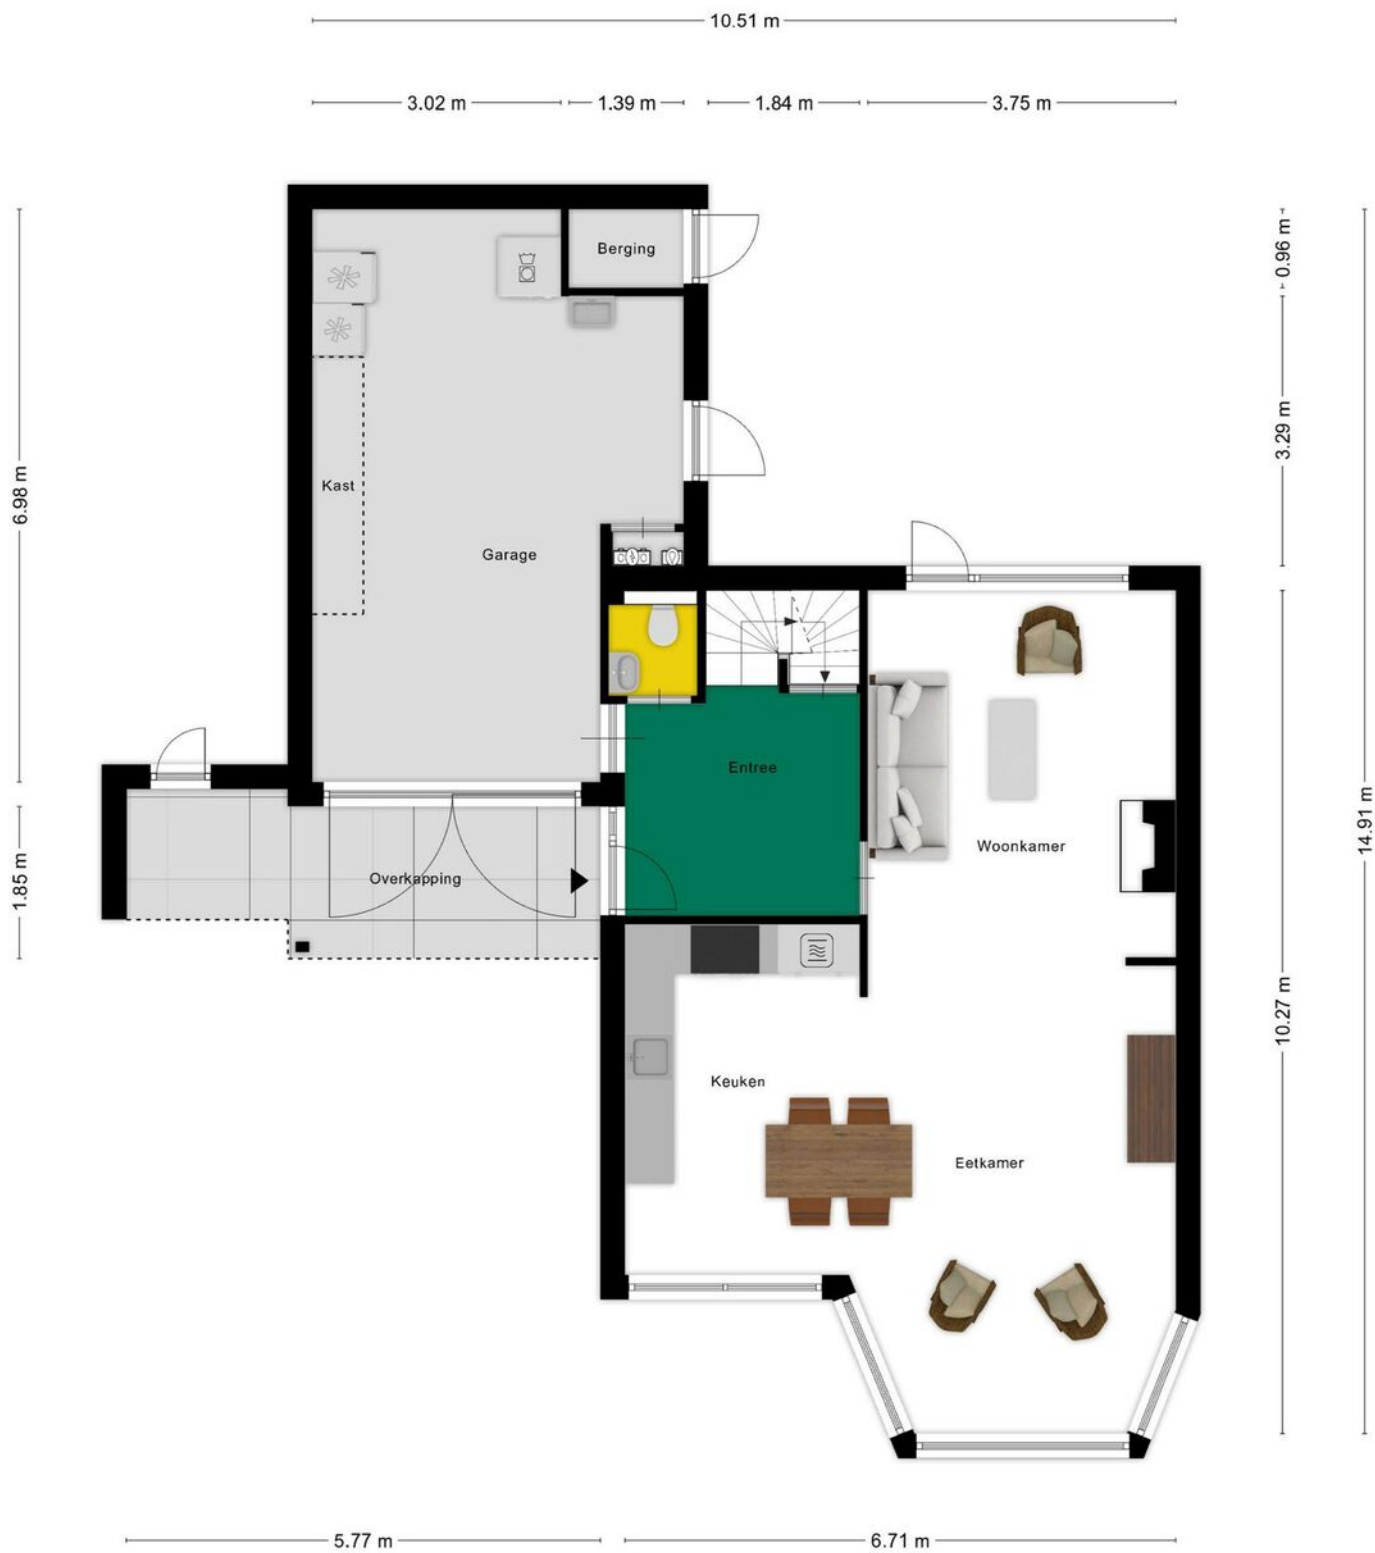 10.51 m
3.02 m
1.39 m
1.84 m
3.75 m
Berging
0.96 m
3.29 m
6.98 m
Kast
Garage
Entree
Woonkamer
14.91 m
1.85 m
Overkapping
10.27 m
Keuken
Eetkamer
5.77 m
6.71 m